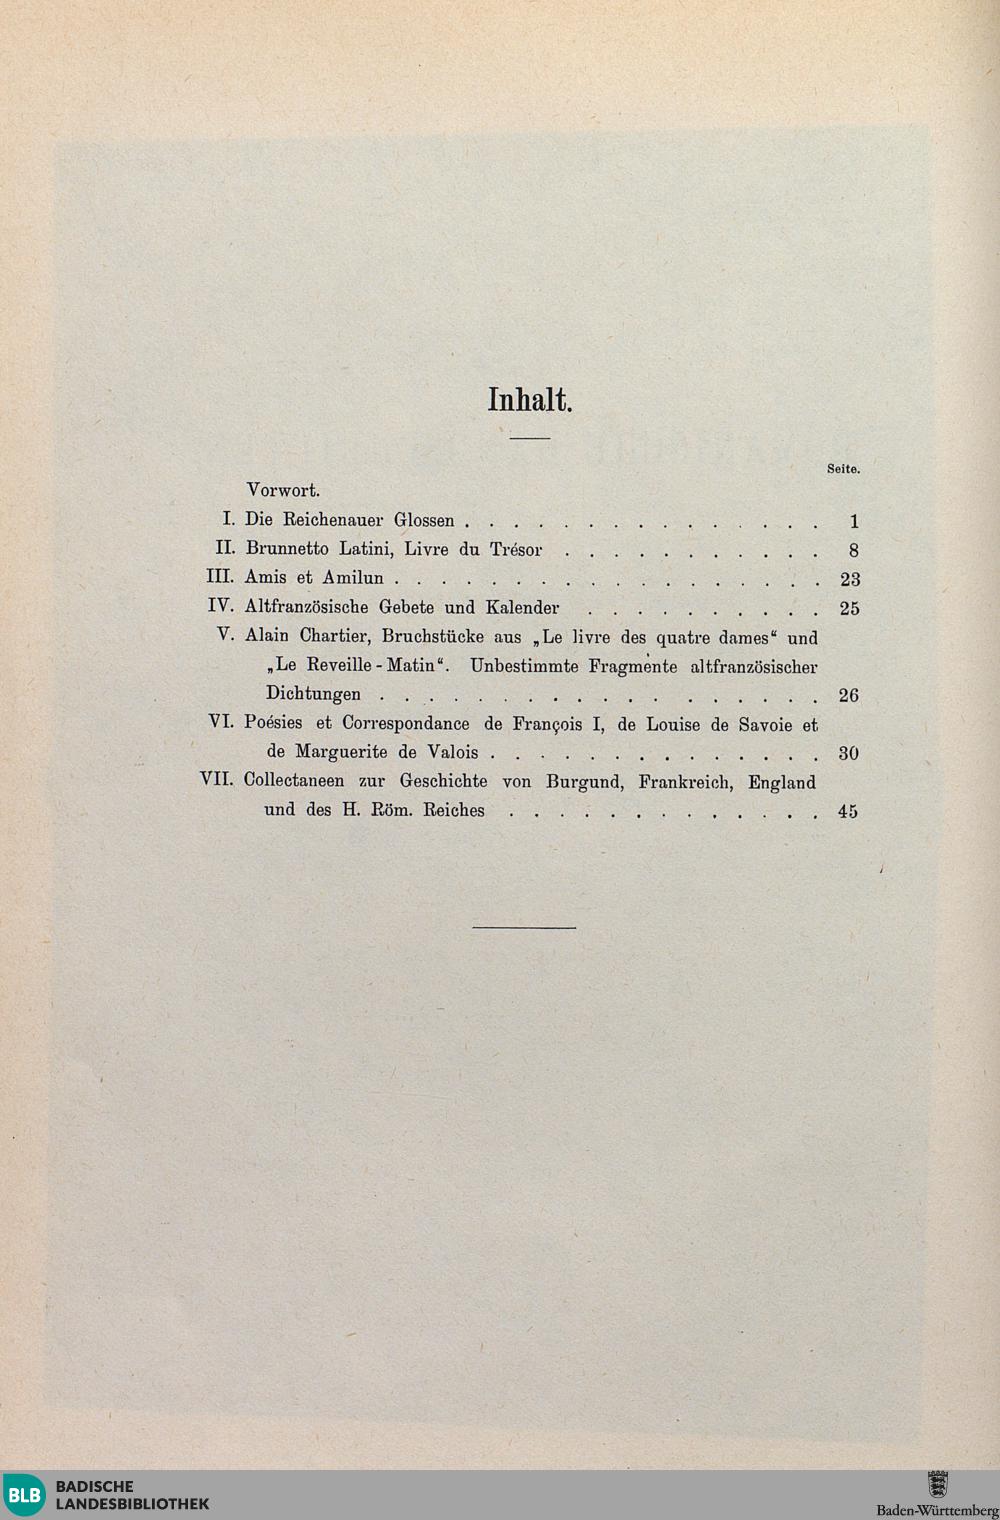 Inhalt.
Seite.
Vorwort.
I. Die Reichenauer Glossen . . . . . . . . . . . . . . . 1
II. Brunnetto Latini, Livre du Trésor . . . . . . . . . . . 8
III. Amis et Amilun . . . . . . . . . . . . . . . . . . 23
IV. Altfranzösische Gebete und Kalender . . . . . . . . . . 25
V. Alain Chartier, Bruchstücke aus „Le livre des quatre dames“ und
„Le Reveille-Matin“. Unbestimmte Fragmente altfranzösischer
Dichtungen . . . . . . . . . . . . . . . . . . 26
VI. Poésies et Correspondance de François I, de Louise de Savoie et
de Marguerite de Valois . . . . . . . . . . . . . . 30
VII. Collectaneen zur Geschichte von Burgund, Frankreich, England
und des H. Röm. Reiches . . . . . . . . . . . . . 45
BLB BADISCHE
LANDESBIBLIOTHEK
Baden-Württemberg